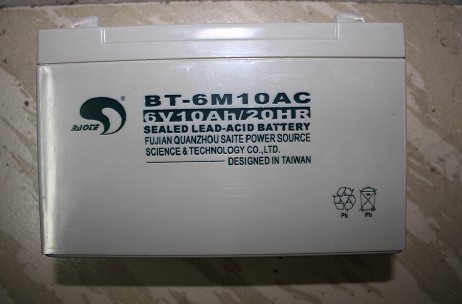 BAOCE
BT-6M10AC
6V10Ah/20HR
SEALED LEAD-ACID BATTERY
FUJIAN QUANZHOU SAITE POWER SOURCE
SCIENCE & TECHNOLOGY CO.,LTD.
DESIGNED IN TAIWAN
Pb Pb